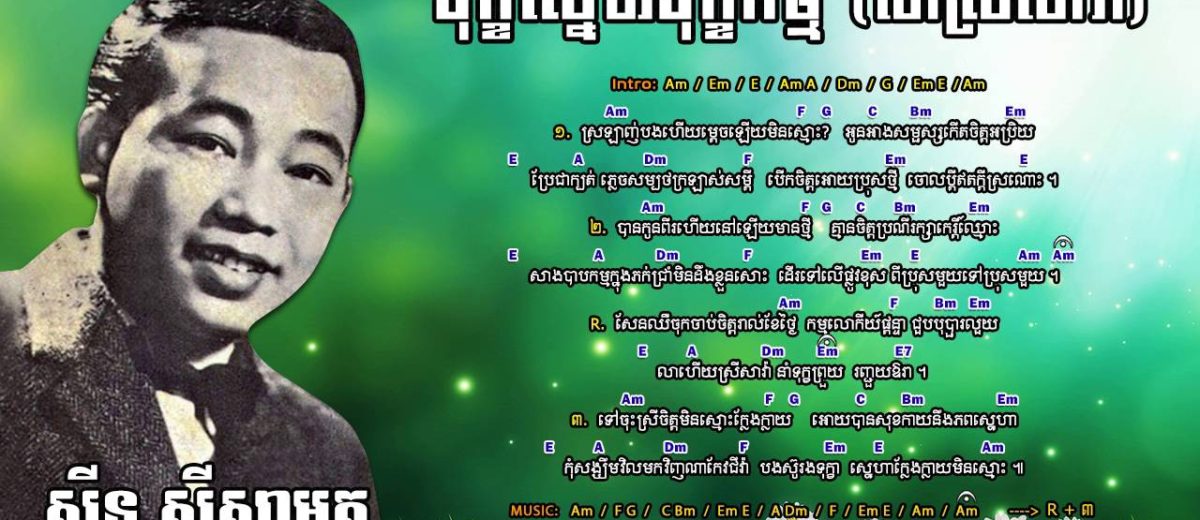 Intro: Am / Em / E / Am A / Dm / G / Em E / Am
Am F G C Bm Em
១. ស្រឡាញ់បងហើយម្ដេចឡើយមិនស្មោះ? អូនអាងសម្ផស្សកើតចិត្តអប្រិយ
E A Dm F Em E
ប្រែជាក្បត់ ភ្លេចសម្បថក្រឡាស់សម្ដី បើកចិត្តអោយប្រុសថ្មី ចោលប្ដីឥតក្ដីស្រណោះ ។
Am F G C Bm Em
២. បានកូនពីរហើយនៅឡើយមានថ្មី គ្មានចិត្តប្រណីរក្សាកេរ្តិ៍ឈ្មោះ
E A Dm F Em E Am Am
សាងបាបកម្មក្នុងភក់ជ្រាំមិនដឹងខ្លួនសោះ ដើរទៅលើផ្លូវខុស ពីប្រុសមួយទៅប្រុសមួយ ។
Am F Bm Em
R. សែនឈឺចុកចាប់ចិត្តរាល់ខែថ្ងៃ កម្មលោកីយ៍ផ្គូន្ទា ជួបបុប្ផារលួយ
E A Dm Em E7
លាហើយស្រីសាវ៉ា នាំទុក្ខព្រួយ រញ្ជួយឱរា ។
Am F G C Bm Em
៣. ទៅចុះស្រីចិត្តមិនស្មោះក្លែងក្លាយ អោយបានសុខកាយនឹងភពស្នេហា
E A Dm F Em E Am
កុំសង្ឃឹមវិលមកវិញណាកែវជីវ៉ា បងស៊ូរងទុក្ខា ស្នេហាក្លែងក្លាយមិនស្មោះ ៕
ស៊ីន ស៊ីសាមុត
MUSIC: Am / F G / C Bm / Em E / A Dm / F / Em E / Am / Am ----> R + ៣